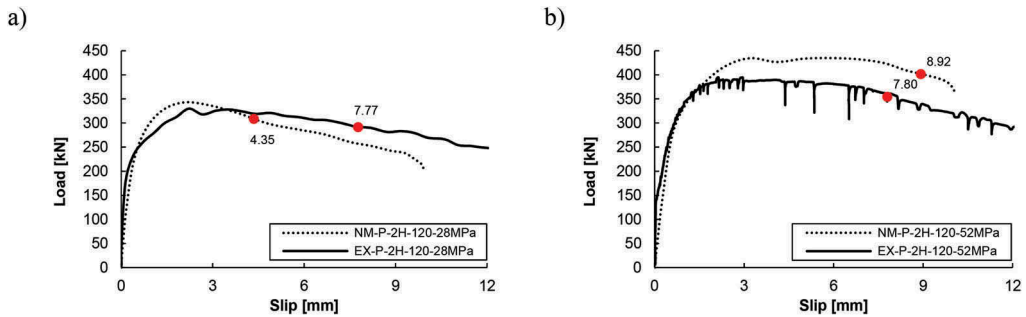 a)
450
400
350
300
250
200
150
100
50
0
Load [kN]
7.77
4.35
NM-P-2H-120-28MPa
EX-P-2H-120-28MPa
0 3 6 9 12
Slip [mm]
b)
450
400
350
300
250
200
150
100
50
0
Load [kN]
8.92
7.80
NM-P-2H-120-52MPa
EX-P-2H-120-52MPa
0 3 6 9 12
Slip [mm]